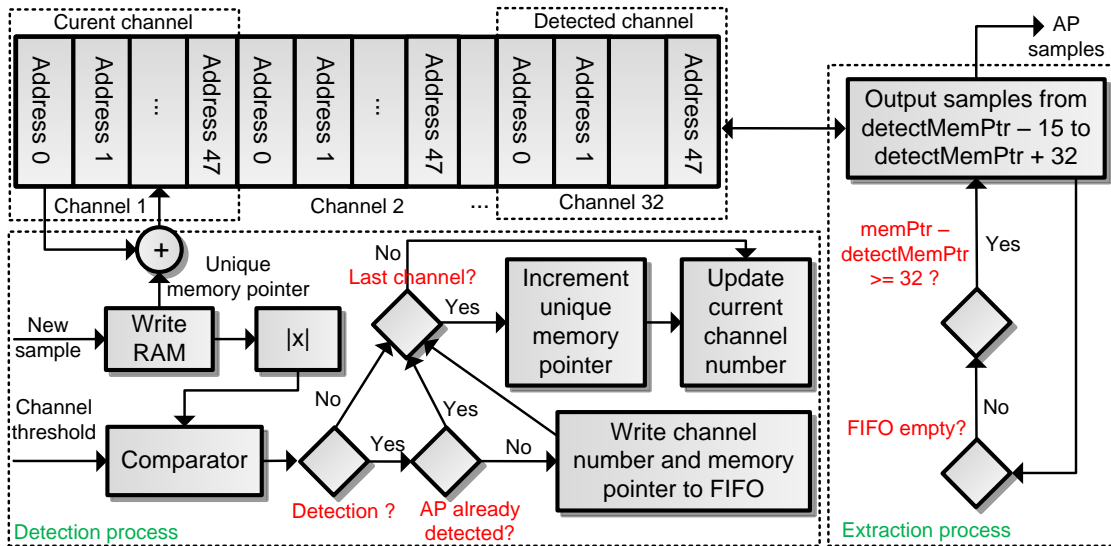 Curent channel
Detected channel
AP
samples
Address 0
Address 1
...
Address 47
Address 0
Address 1
...
Address 47
Address 0
Address 1
Address 47
Channel 1
Channel 2
...
Channel 32
Output samples from
detectMemPtr – 15 to
detectMemPtr + 32
+
Unique
memory pointer
New
sample
Write
RAM
|x|
No
Last channel?
Yes
Increment
unique
memory
pointer
Update
current
channel
number
memPtr –
detectMemPtr
>= 32 ?
Yes
Channel
threshold
Comparator
No
Yes
Yes
No
Write channel
number and memory
pointer to FIFO
Detection ?
AP already
detected?
No
FIFO empty?
Detection process
Extraction process